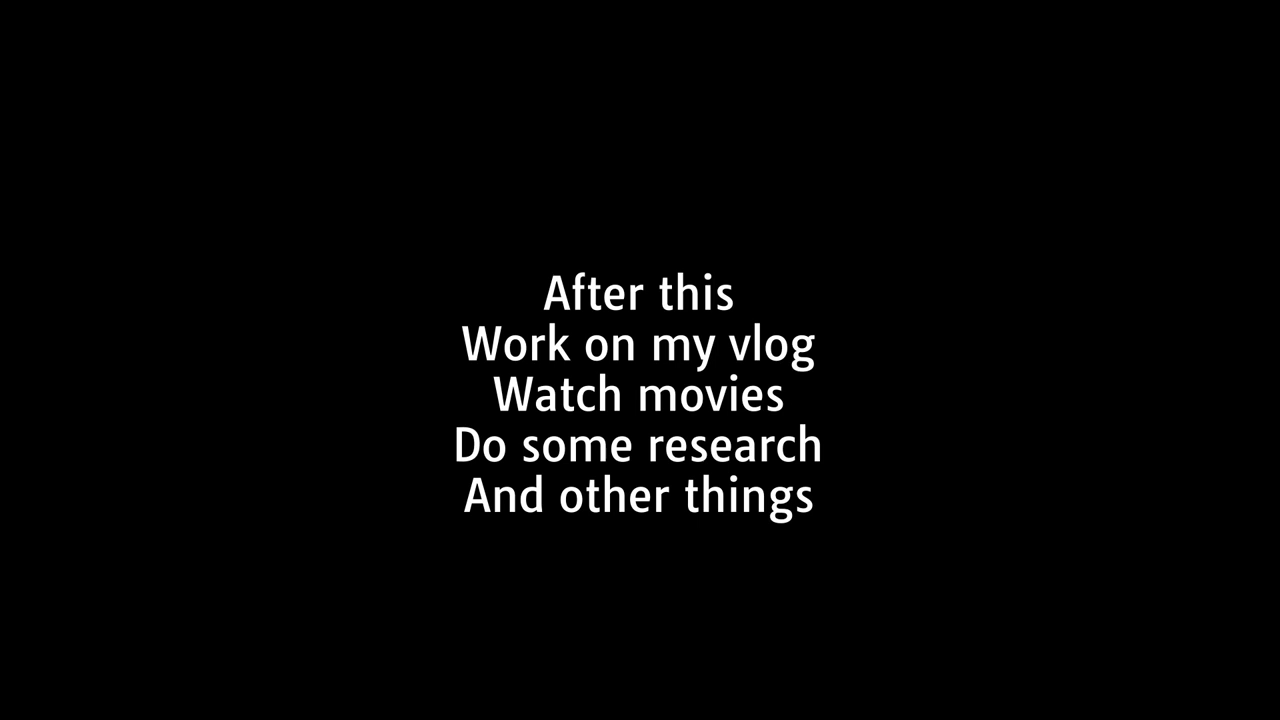 After this
Work on my vlog
Watch movies
Do some research
And other things